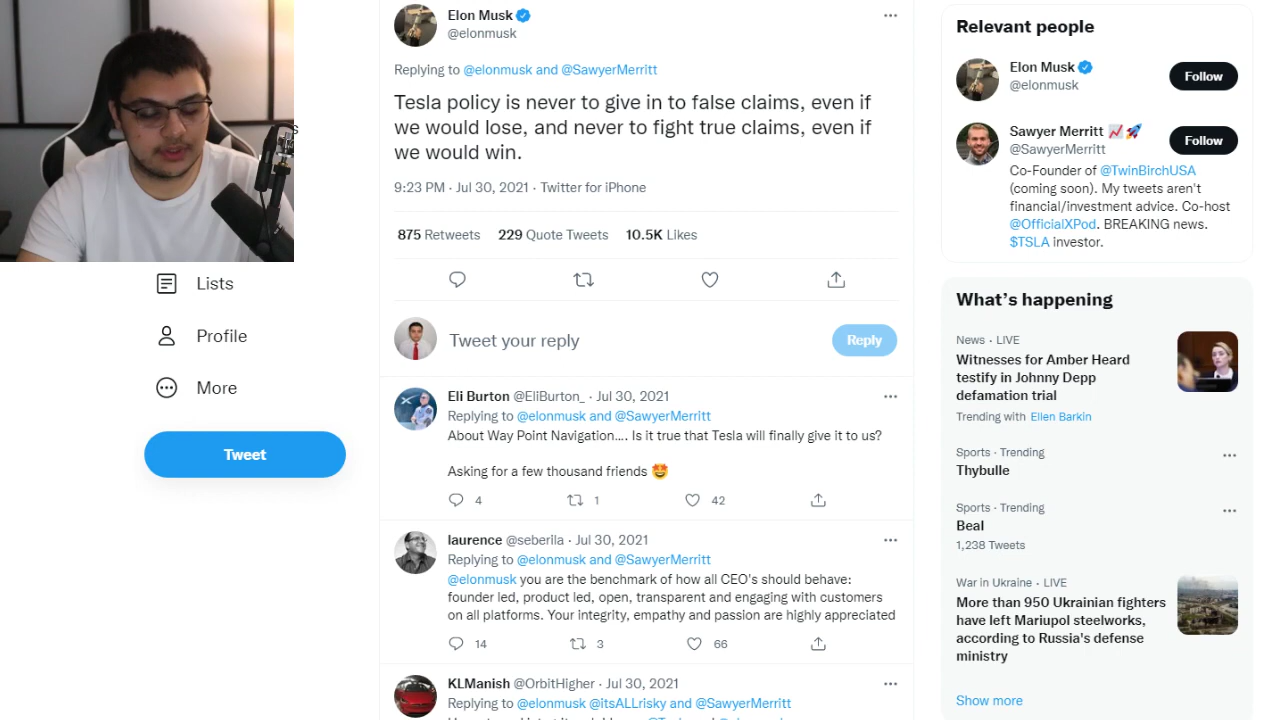 Elon Musk
@elonmusk
Replying to @elonmusk and @SawyerMerritt
Tesla policy is never to give in to false claims, even if
we would lose, and never to fight true claims, even if
we would win.
9:23 PM · Jul 30, 2021 · Twitter for iPhone
875 Retweets 229 Quote Tweets 10.5K Likes
Tweet your reply
Reply
Eli Burton @EliBurton_ · Jul 30, 2021
Replying to @elonmusk and @SawyerMerritt
About Way Point Navigation.... Is it true that Tesla will finally give it to us?
Asking for a few thousand friends 🤩
4 1 42
laurence @seberlla · Jul 30, 2021
Replying to @elonmusk and @SawyerMerritt
@elonmusk you are the benchmark of how all CEO's should behave:
founder led, product led, open, transparent and engaging with customers
on all platforms. Your integrity, empathy and passion are highly appreciated
14 3 66
KLManish @OrbitHigher · Jul 30, 2021
Replying to @elonmusk @itsALLrisky and @SawyerMerritt
Lists
Profile
More
Tweet
Relevant people
Elon Musk
@elonmusk
Follow
Sawyer Merritt 📈🚀
@SawyerMerritt
Follow
Co-Founder of @TwinBirchUSA
(coming soon). My tweets aren't
financial/investment advice. Co-host
@OfficialXPod. BREAKING news.
$TSLA investor.
What's happening
News · LIVE
Witnesses for Amber Heard
testify in Johnny Depp
defamation trial
Trending with Ellen Barkin
Sports · Trending
Thybulle
Sports · Trending
Beal
1,238 Tweets
War in Ukraine · LIVE
More than 950 Ukrainian fighters
have left Mariupol steelworks,
according to Russia's defense
ministry
Show more